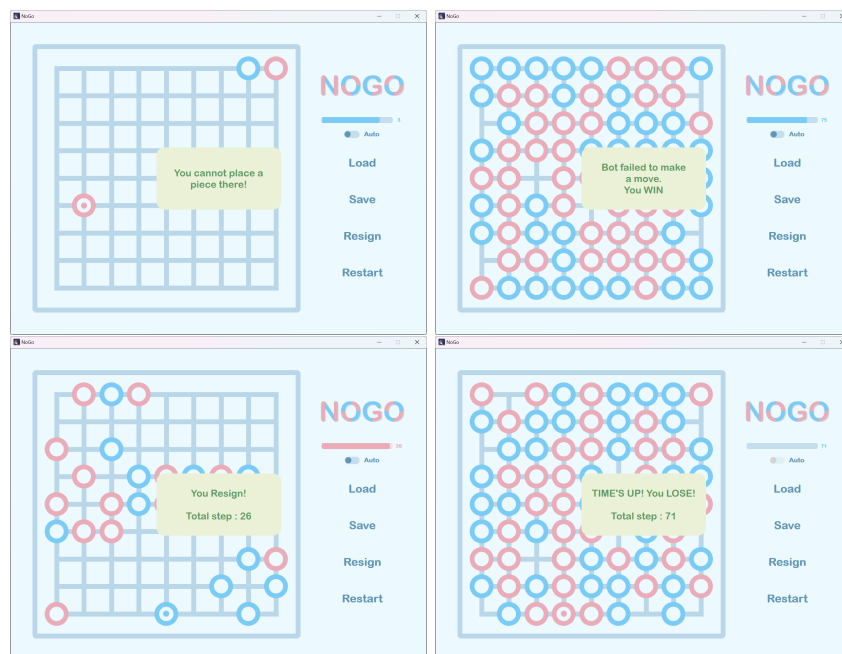 NoGo
NOGO
5
Auto
You cannot place a
piece there!
Load
Save
Resign
Restart
NoGo
NOGO
75
Auto
Bot failed to make
a move.
You WIN
Load
Save
Resign
Restart
NoGo
NOGO
26
Auto
You Resign!
Total step : 26
Load
Save
Resign
Restart
NoGo
NOGO
71
Auto
TIME'S UP! You LOSE!
Total step : 71
Load
Save
Resign
Restart